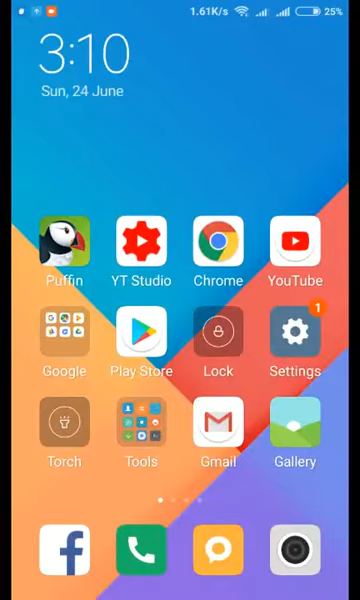 1.61K/s 25%
3:10
Sun, 24 June
Puffin YT Studio Chrome YouTube
1
Google Play Store Lock Settings
Torch Tools Gmail Gallery